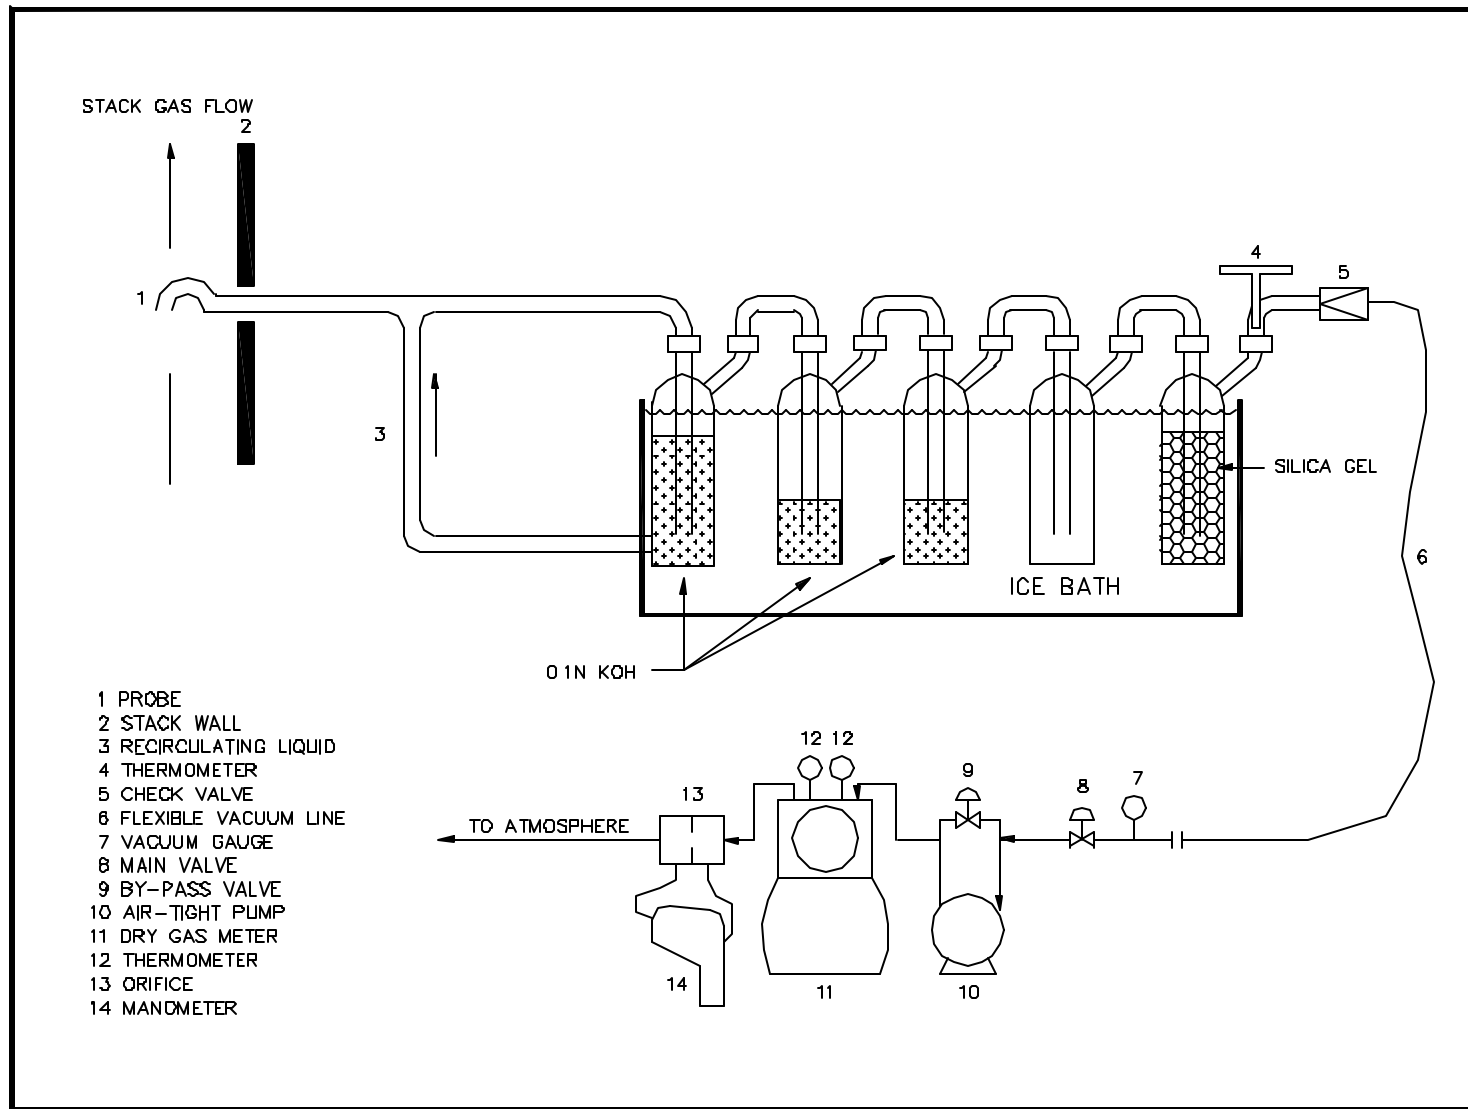 STACK GAS FLOW
2
1
3
4
5
SILICA GEL
6
ICE BATH
0 1N KOH
1 PROBE
2 STACK WALL
3 RECIRCULATING LIQUID
4 THERMOMETER
5 CHECK VALVE
6 FLEXIBLE VACUUM LINE
7 VACUUM GAUGE
8 MAIN VALVE
9 BY-PASS VALVE
10 AIR-TIGHT PUMP
11 DRY GAS METER
12 THERMOMETER
13 ORIFICE
14 MANOMETER
12 12
13
9
8
7
TO ATMOSPHERE
14
11
10